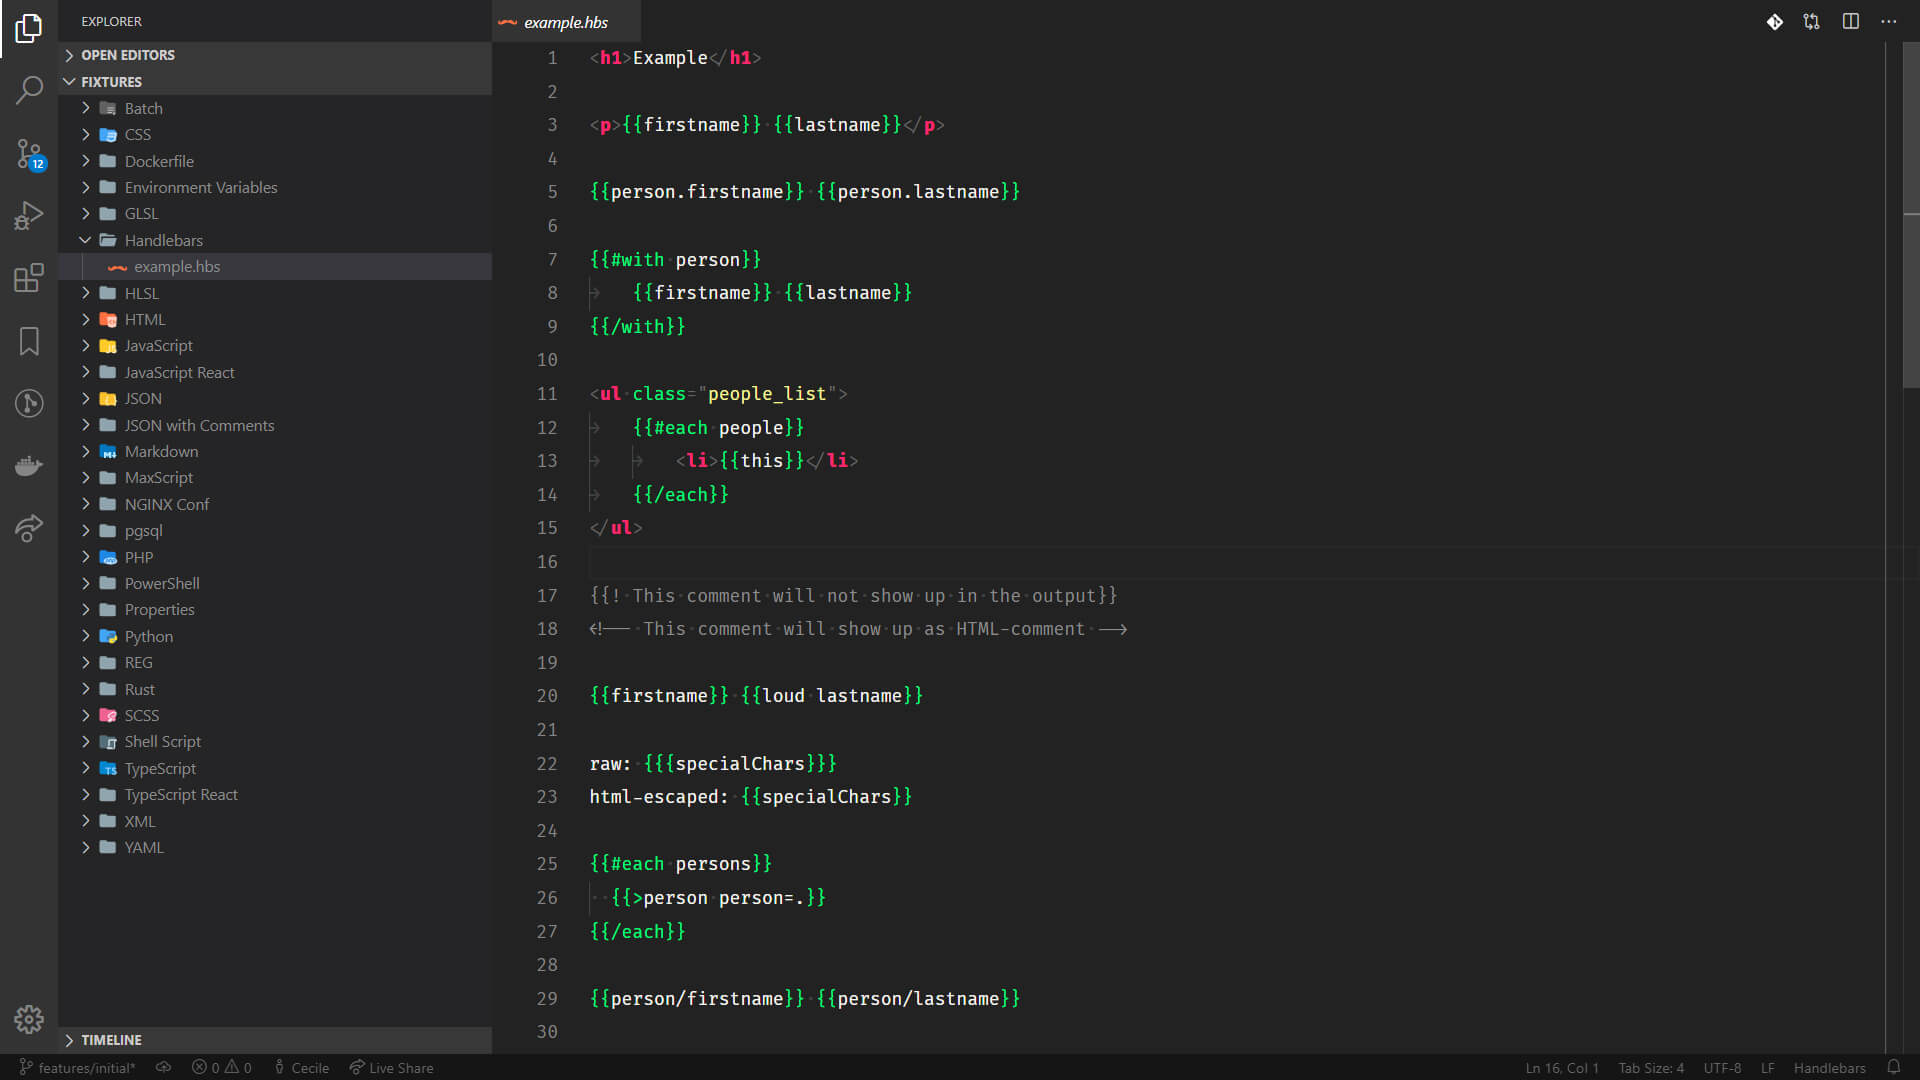 EXPLORER
OPEN EDITORS
FIXTURES
Batch
CSS
Dockerfile
Environment Variables
GLSL
Handlebars
example.hbs
HLSL
HTML
JavaScript
JavaScript React
JSON
JSON with Comments
Markdown
MaxScript
NGINX Conf
pgsql
PHP
PowerShell
Properties
Python
REG
Rust
SCSS
Shell Script
TypeScript
TypeScript React
XML
YAML
TIMELINE
12
example.hbs
1 <h1>Example</h1>
2
3 <p>{{firstname}} {{lastname}}</p>
4
5 {{person.firstname}} {{person.lastname}}
6
7 {{#with person}}
8 {{firstname}} {{lastname}}
9 {{/with}}
10
11 <ul class="people_list">
12 {{#each people}}
13 <li>{{this}}</li>
14 {{/each}}
15 </ul>
16
17 {{! This comment will not show up in the output}}
18 <!-- This comment will show up as HTML-comment -->
19
20 {{firstname}} {{loud lastname}}
21
22 raw: {{{specialChars}}}
23 html-escaped: {{specialChars}}
24
25 {{#each persons}}
26 {{>person person=.}}
27 {{/each}}
28
29 {{person/firstname}} {{person/lastname}}
30
features/initial* 0 0 Cecile Live Share Ln 16, Col 1 Tab Size: 4 UTF-8 LF Handlebars